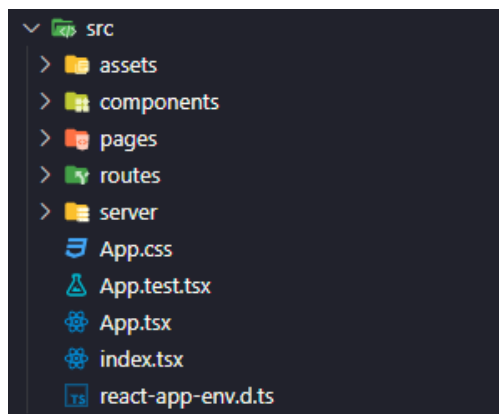 src
assets
components
pages
routes
server
App.css
App.test.tsx
App.tsx
index.tsx
TS react-app-env.d.ts